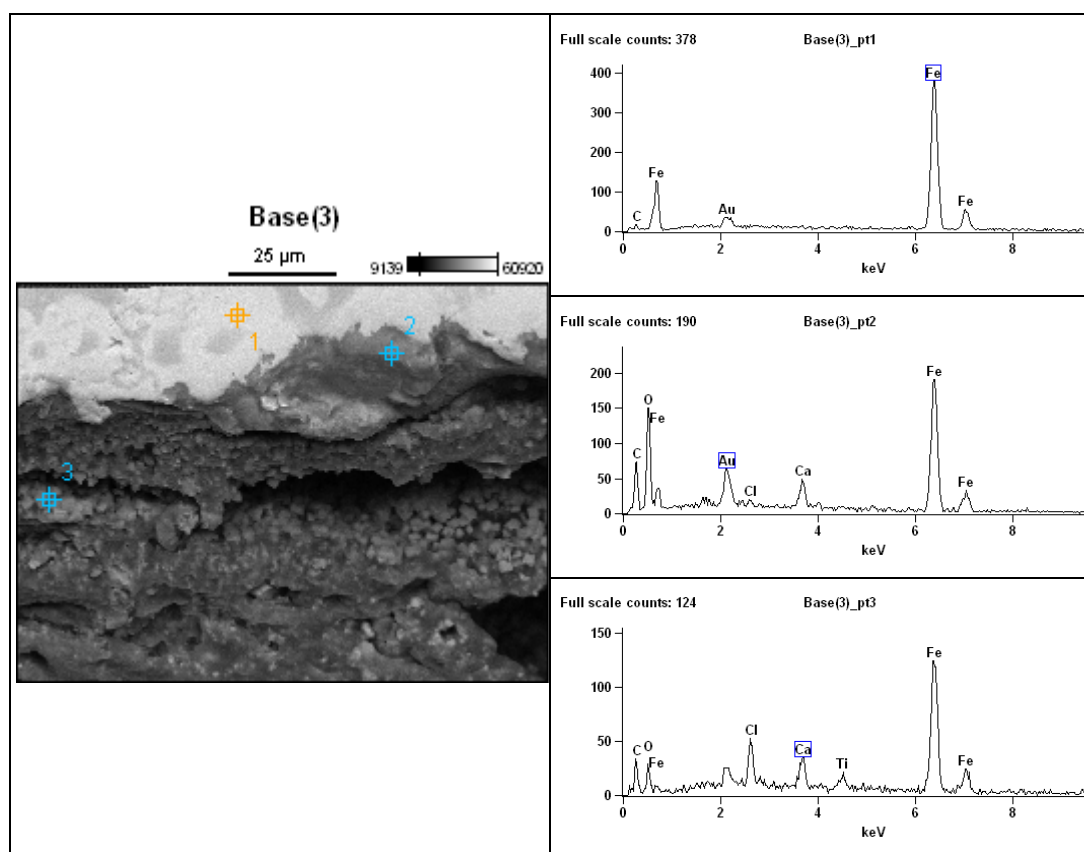 Base(3)
25 µm
9139 60920
1
2
3
Full scale counts: 378 Base(3)_pt1
400
300
200
100
0
C
Fe
Au
Fe
Fe
0 2 4 6 8
keV
Full scale counts: 190 Base(3)_pt2
200
150
100
50
0
C
O
Fe
Au
Cl
Ca
Fe
Fe
0 2 4 6 8
keV
Full scale counts: 124 Base(3)_pt3
150
100
50
0
C
O
Fe
Cl
Ca
Ti
Fe
Fe
0 2 4 6 8
keV